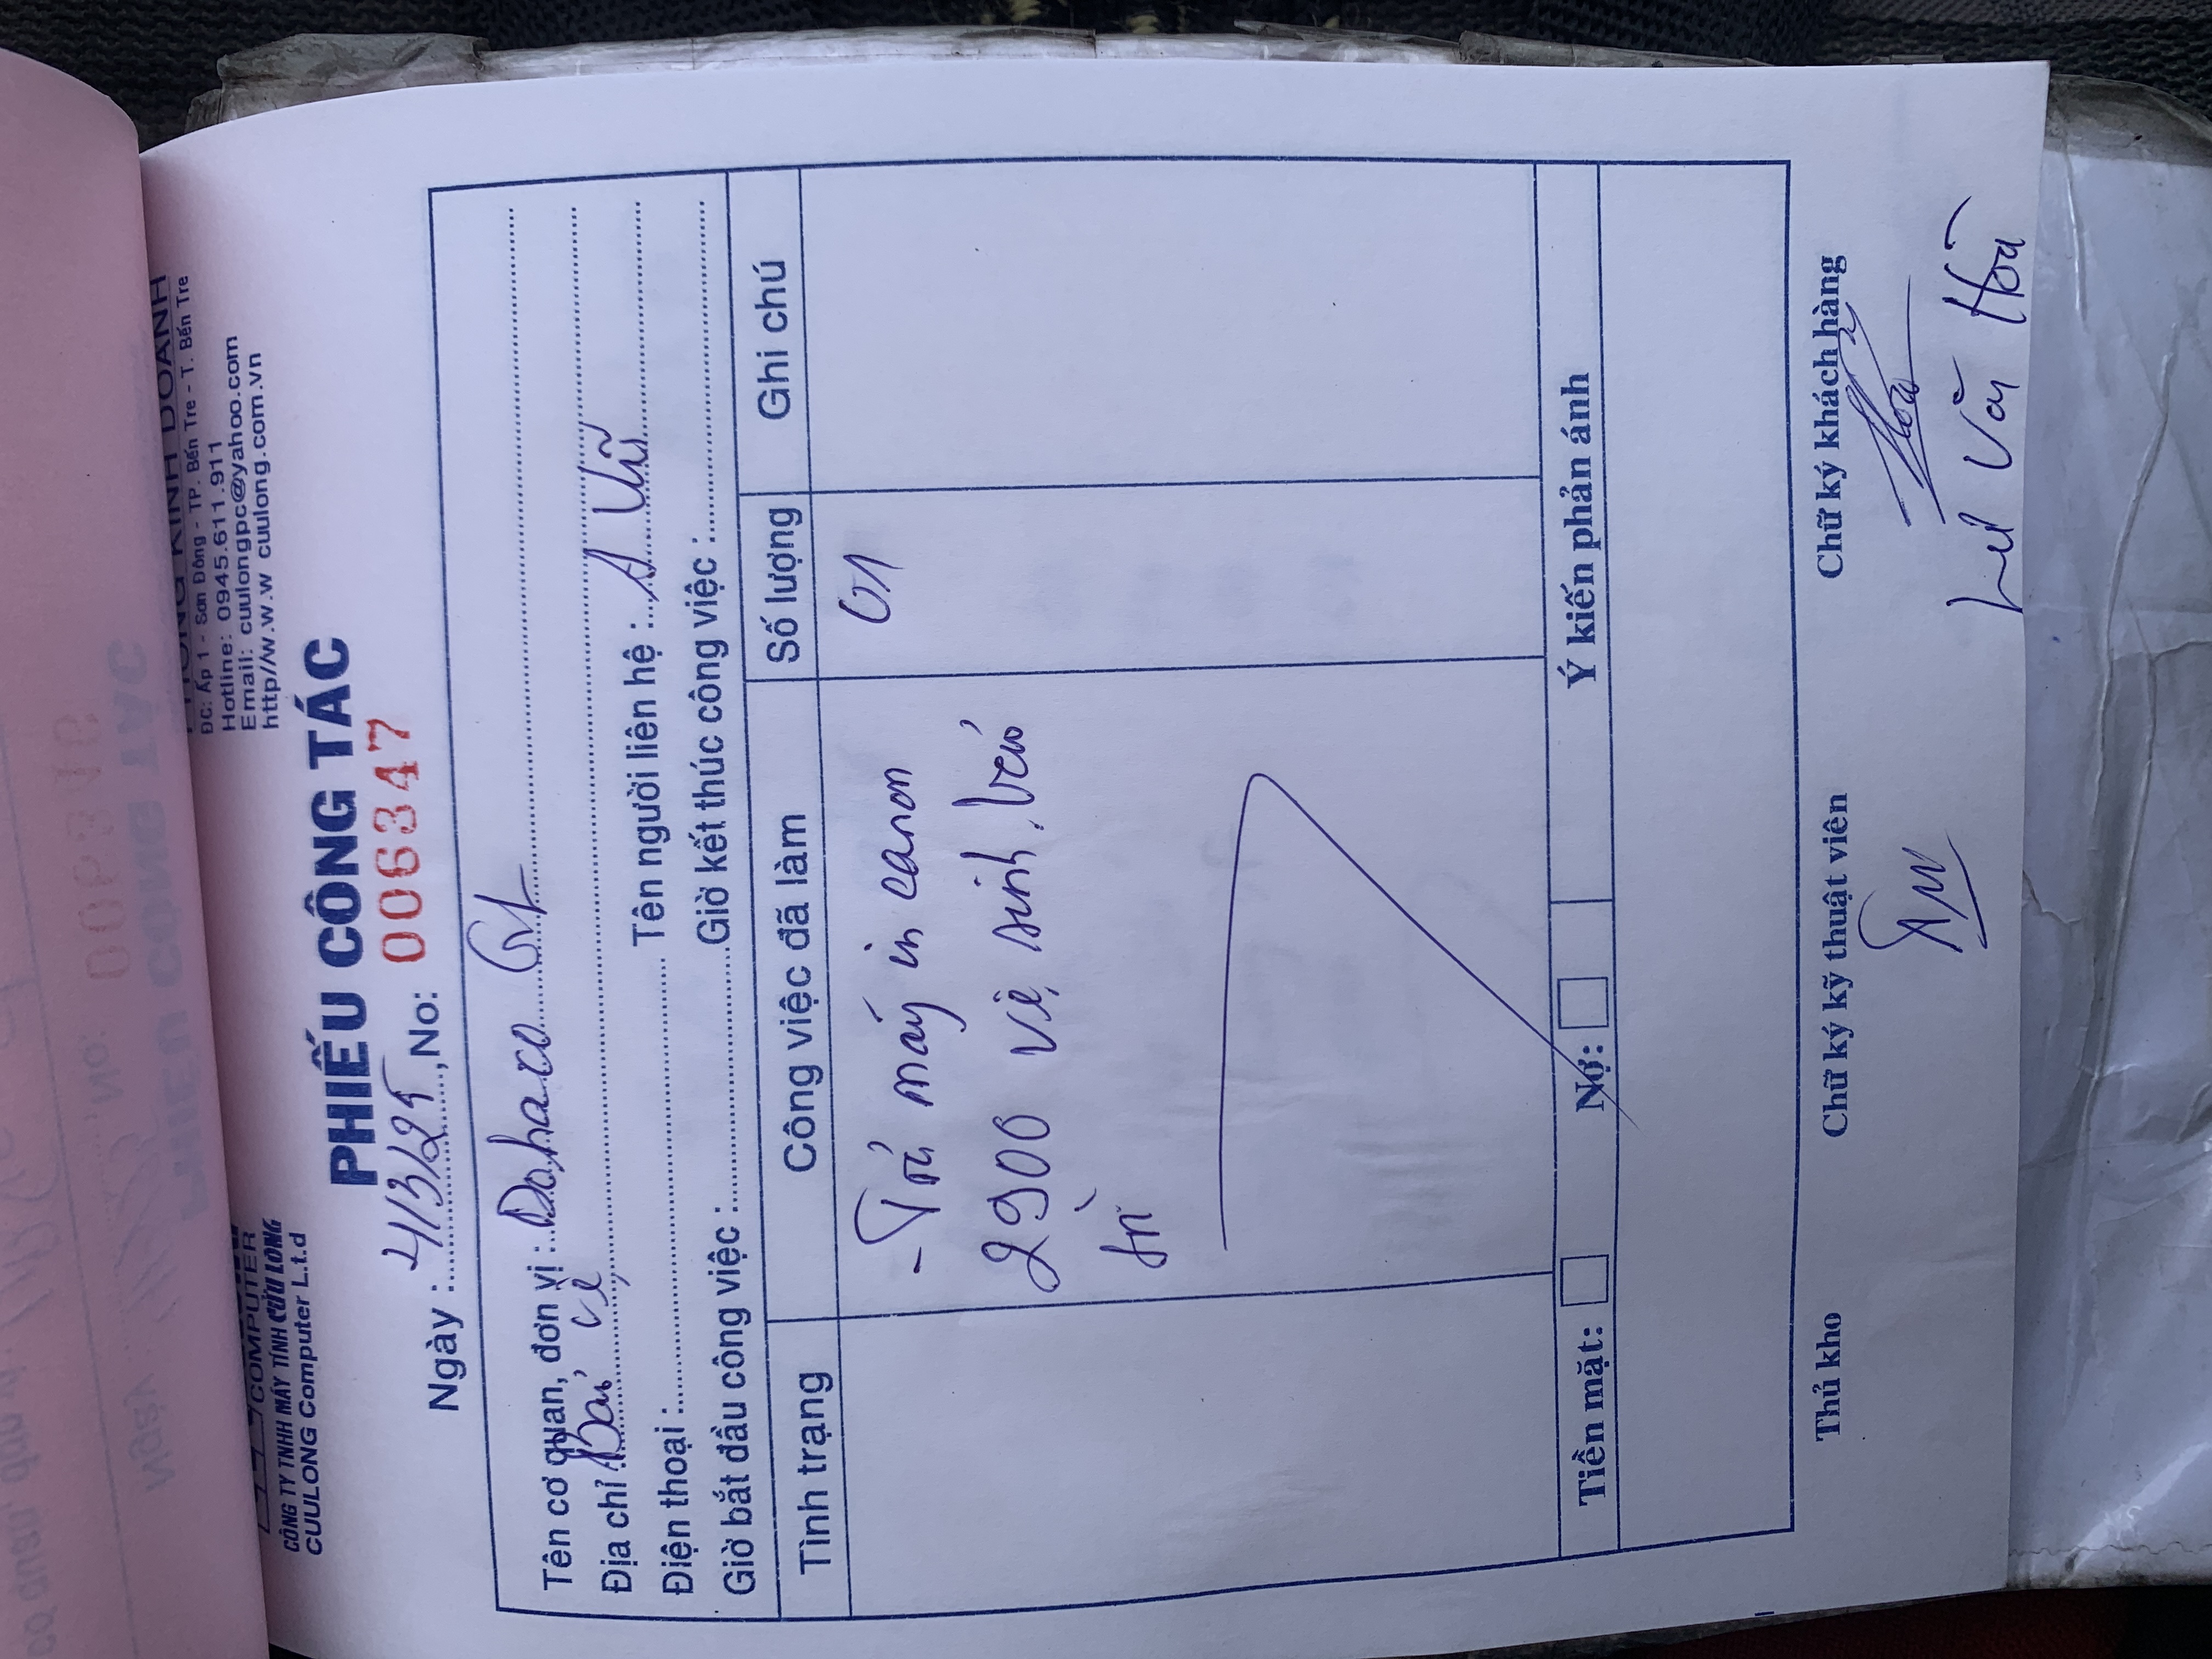 COMPUTER
CÔNG TY TNHH MÁY TÍNH CỬU LONG
CUULONG Computer L.t.d
PHÒNG KINH DOANH
ĐC: Ấp 1 - Sơn Đông - TP. Bến Tre - T. Bến Tre
Hotline: 0945.611.911
Email: cuulongpc@yahoo.com
http//w.w.w cuulong.com.vn
PHIẾU CÔNG TÁC
Ngày : 4/3/25, No: 006347
Tên cơ quan, đơn vị : Dohaco
Địa chỉ :
Điện thoại : Tên người liên hệ : A Vũ
Giờ bắt đầu công việc : Giờ kết thúc công việc :
Tình trạng Công việc đã làm Số lượng Ghi chú
- Trả máy in canon 01
2900 vệ sinh, bảo
trì
Tiền mặt: Nợ: Ý kiến phản ánh
Thủ kho Chữ ký kỹ thuật viên Chữ ký khách hàng
Văn Hòa